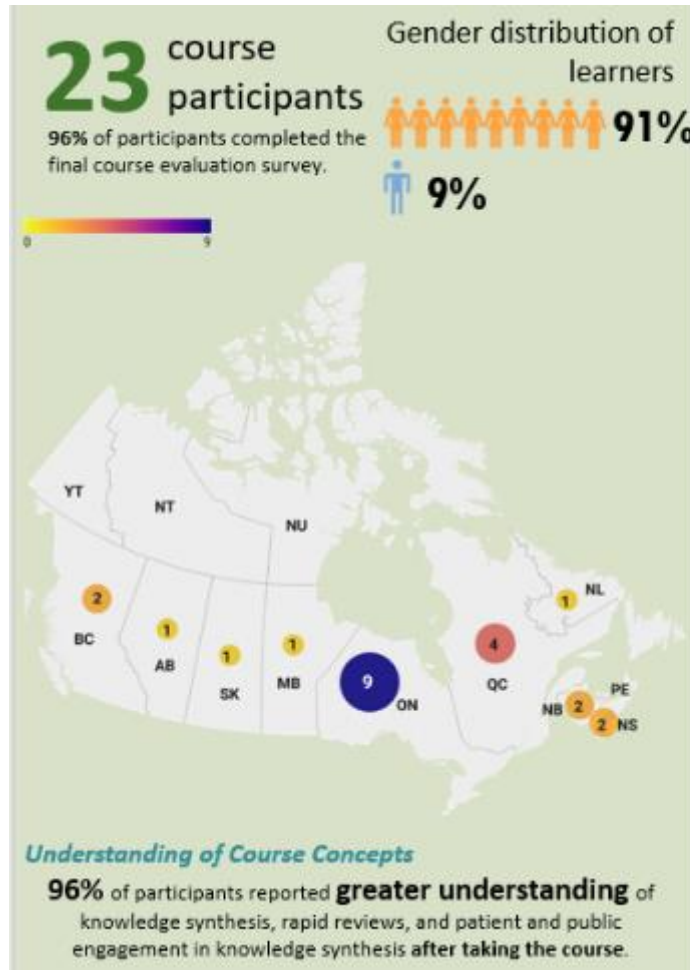 23 course
participants
96% of participants completed the
final course evaluation survey.
Gender distribution of
learners
91%
9%
0 9
YT
NT
NU
2
BC
1
AB
1
SK
1
MB
9
ON
4
QC
1
NL
PE
NB 2
2 NS
Understanding of Course Concepts
96% of participants reported greater understanding of
knowledge synthesis, rapid reviews, and patient and public
engagement in knowledge synthesis after taking the course.